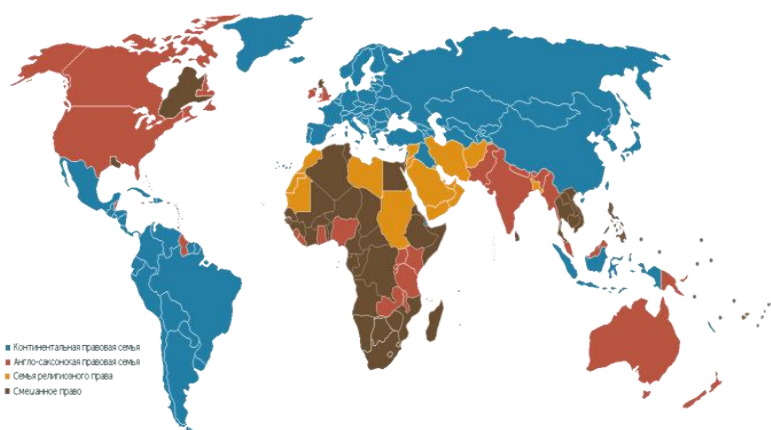 Континентальная правовая семья
Англо-саксонская правовая семья
Семья религиозного права
Смешанное право